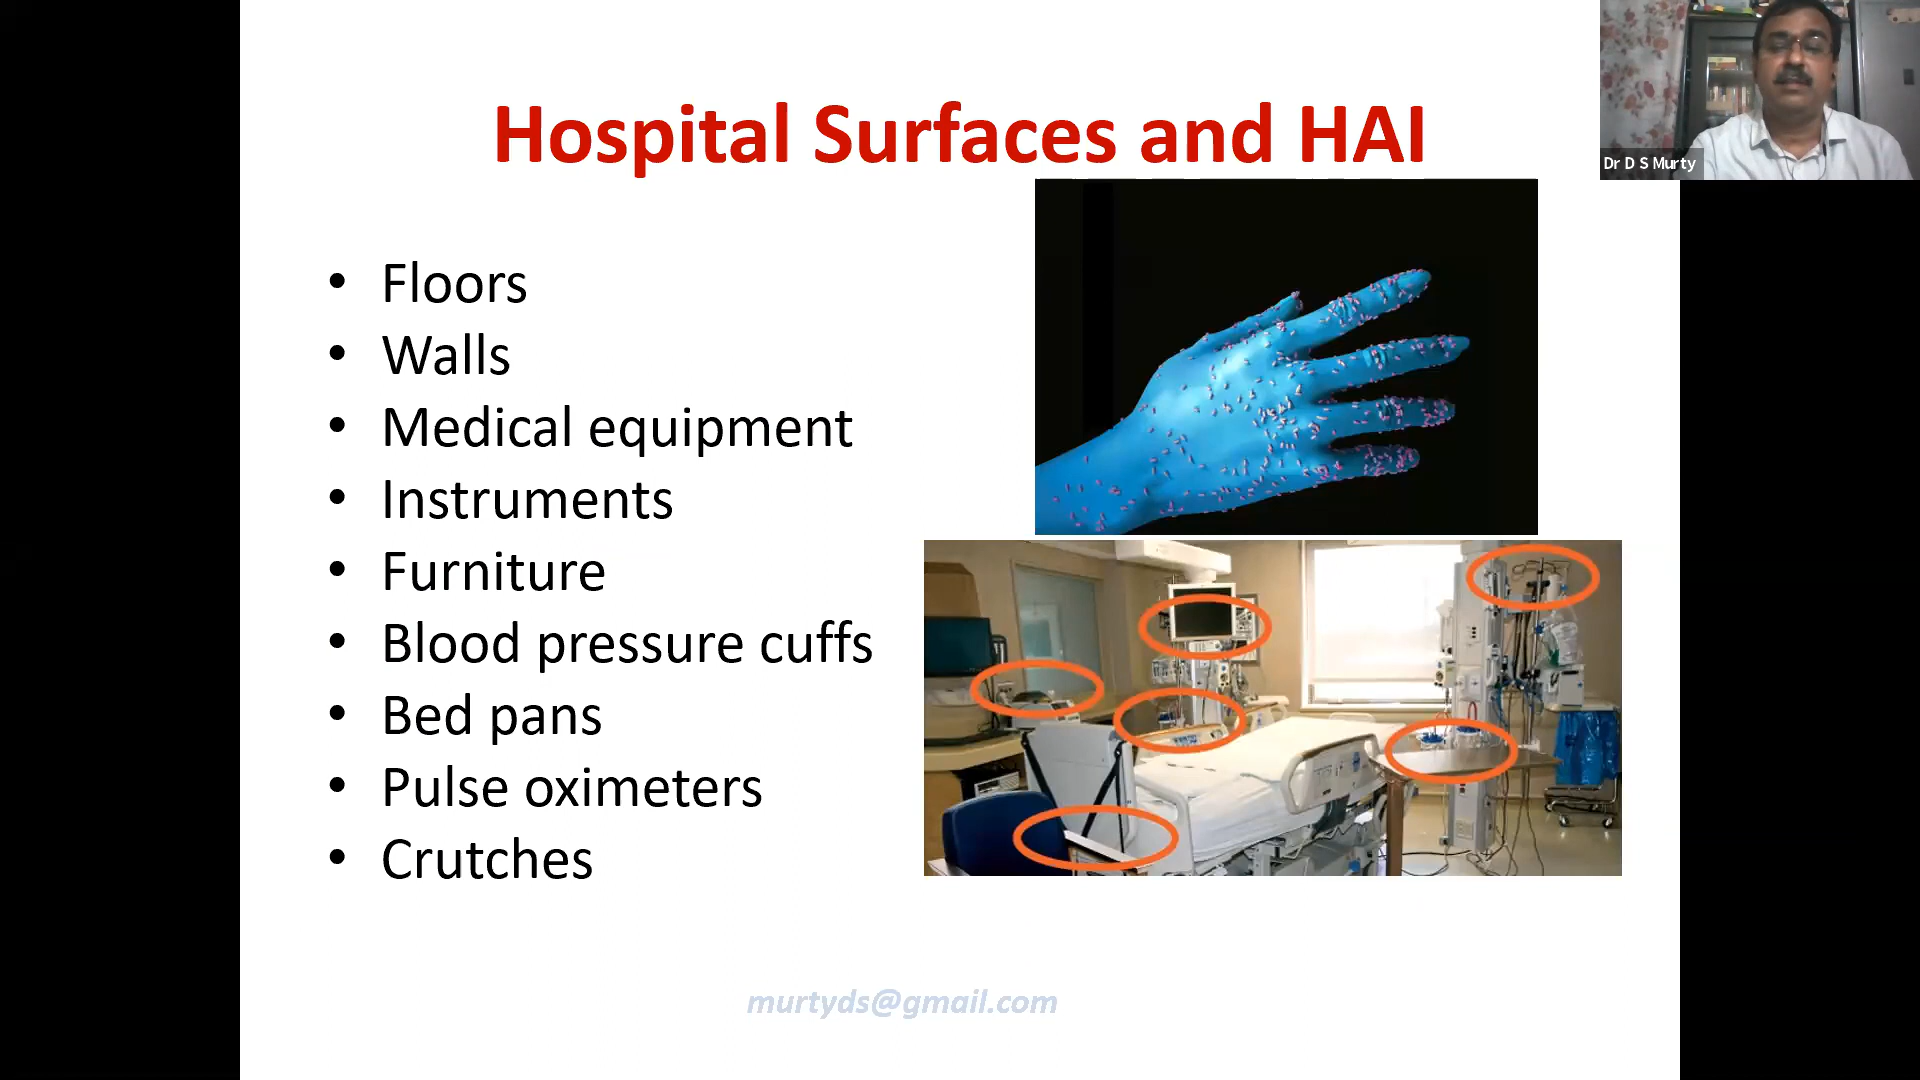 Hospital Surfaces and HAI
Dr D S Murty
• Floors
• Walls
• Medical equipment
• Instruments
• Furniture
• Blood pressure cuffs
• Bed pans
• Pulse oximeters
• Crutches
murtyds@gmail.com